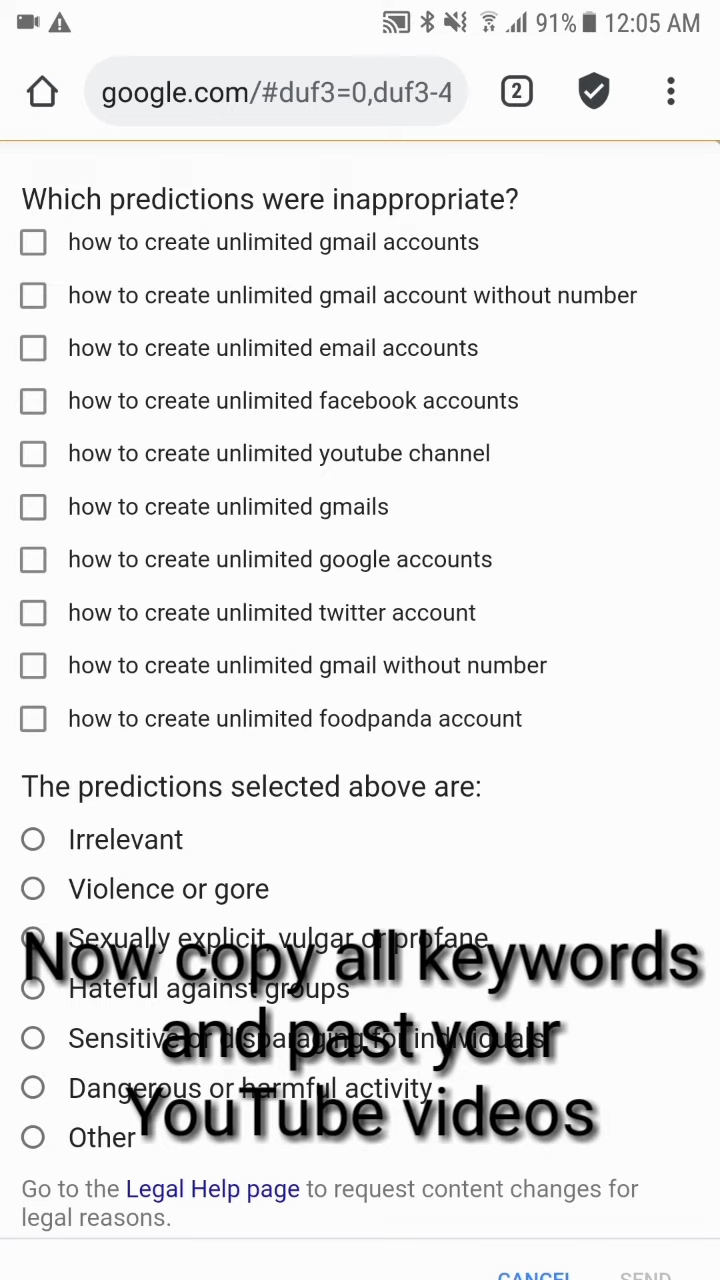 91% 12:05 AM
google.com/#duf3=0,duf3-4
2
Which predictions were inappropriate?
how to create unlimited gmail accounts
how to create unlimited gmail account without number
how to create unlimited email accounts
how to create unlimited facebook accounts
how to create unlimited youtube channel
how to create unlimited gmails
how to create unlimited google accounts
how to create unlimited twitter account
how to create unlimited gmail without number
how to create unlimited foodpanda account
The predictions selected above are:
Irrelevant
Violence or gore
Sexually explicit, vulgar or profane
Now copy all keywords
Hateful against groups
Sensitive or disparaging for individuals
and past your
Dangerous or harmful activity
YouTube videos
Other
Go to the Legal Help page to request content changes for
legal reasons.
CANCEL SEND